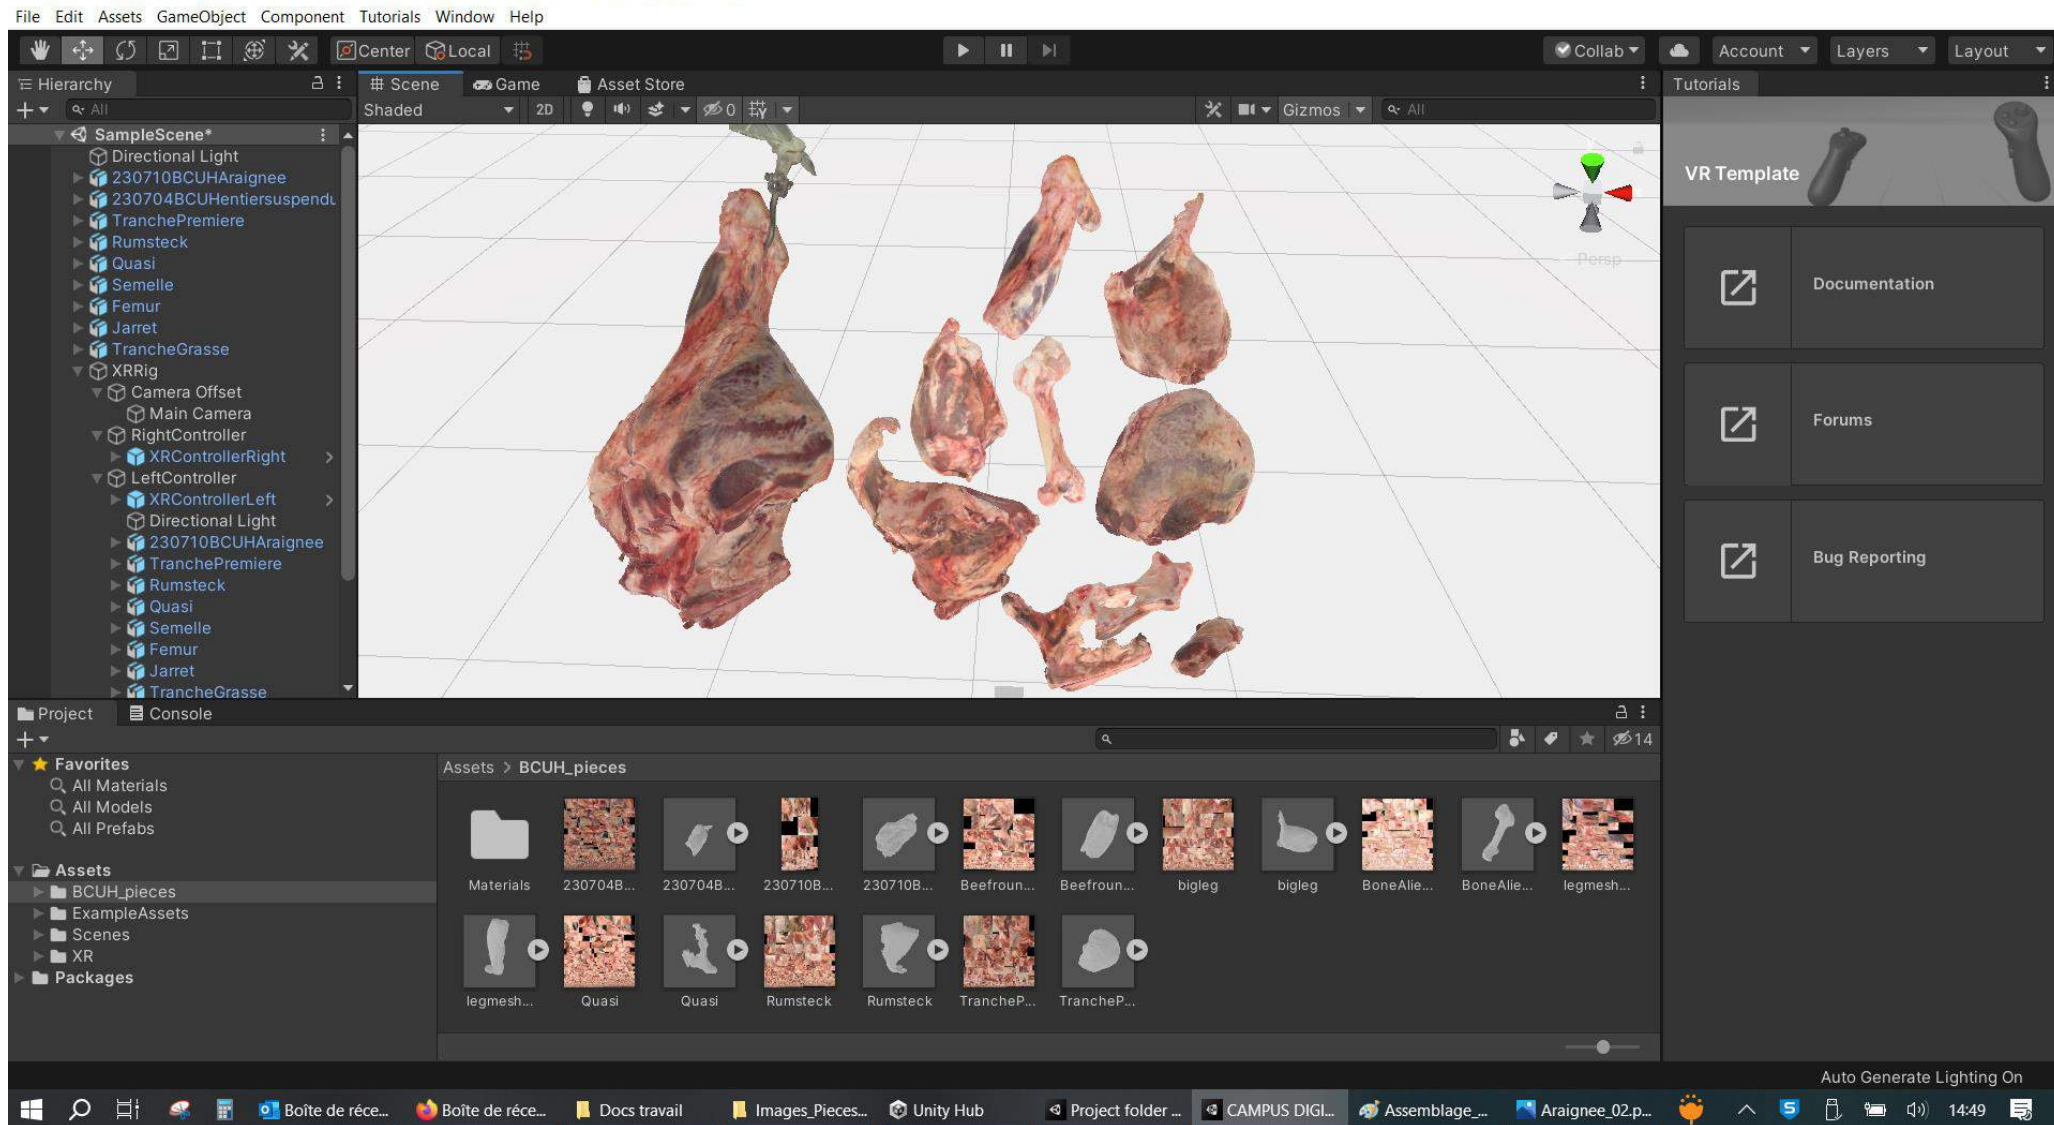 File Edit Assets GameObject Component Tutorials Window Help
Center Local Collab Account Layers Layout
Hierarchy
All
SampleScene*
Directional Light
230710BCUHAraignee
230704BCUHentiersuspendu
TranchePremiere
Rumsteck
Quasi
Semelle
Femur
Jarret
TrancheGrasse
XRRig
Camera Offset
Main Camera
RightController
XRControllerRight
LeftController
XRControllerLeft
Directional Light
230710BCUHAraignee
TranchePremiere
Rumsteck
Quasi
Semelle
Femur
Jarret
TrancheGrasse
Scene Game Asset Store
Shaded 2D 0 Gizmos All
Persp
Tutorials
VR Template
Documentation
Forums
Bug Reporting
Project Console
14
Favorites
All Materials
All Models
All Prefabs
Assets
BCUH_pieces
ExampleAssets
Scenes
XR
Packages
Assets > BCUH_pieces
Materials 230704B... 230704B... 230710B... 230710B... Beefroun... Beefroun... bigleg bigleg BoneAlie... BoneAlie... legmesh...
legmesh... Quasi Quasi Rumsteck Rumsteck TrancheP... TrancheP...
Auto Generate Lighting On
Boîte de réce... Boîte de réce... Docs travail Images_Pieces... Unity Hub Project folder ... CAMPUS DIGI... Assemblage_... Araignee_02.p... 14:49